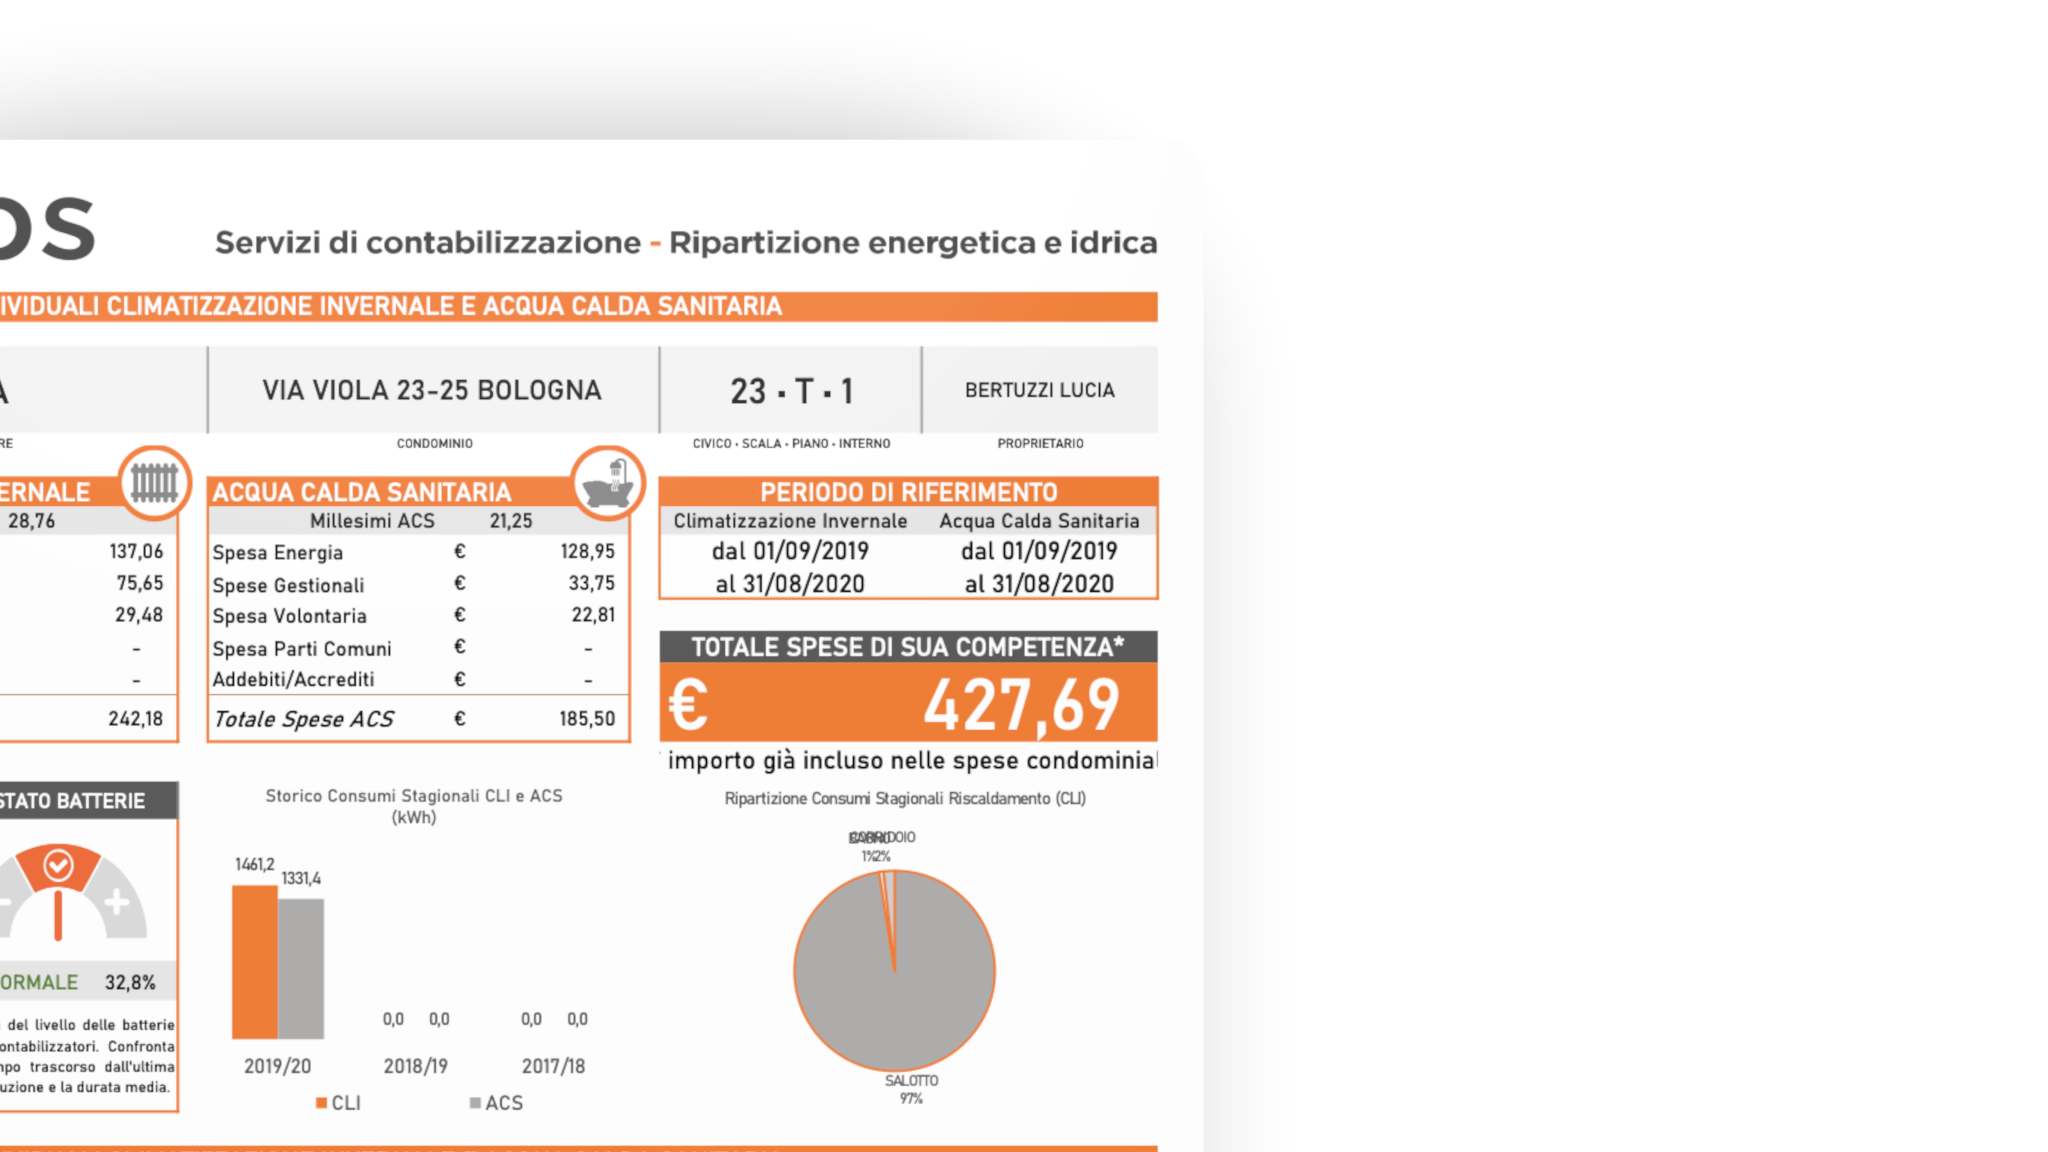 OS
Servizi di contabilizzazione - Ripartizione energetica e idrica
IVIDUALI CLIMATIZZAZIONE INVERNALE E ACQUA CALDA SANITARIA
A
VIA VIOLA 23-25 BOLOGNA
23 · T · 1
BERTUZZI LUCIA
RE
CONDOMINIO
CIVICO · SCALA · PIANO · INTERNO
PROPRIETARIO
ERNALE
28,76
137,06
75,65
29,48
-
-
242,18
ACQUA CALDA SANITARIA
Millesimi ACS 21,25
Spesa Energia € 128,95
Spese Gestionali € 33,75
Spesa Volontaria € 22,81
Spesa Parti Comuni € -
Addebiti/Accrediti € -
Totale Spese ACS € 185,50
PERIODO DI RIFERIMENTO
Climatizzazione Invernale Acqua Calda Sanitaria
dal 01/09/2019 dal 01/09/2019
al 31/08/2020 al 31/08/2020
TOTALE SPESE DI SUA COMPETENZA*
€ 427,69
importo già incluso nelle spese condominial
STATO BATTERIE
ORMALE 32,8%
del livello delle batterie
ontabilizzatori. Confronta
mpo trascorso dall'ultima
uzione e la durata media.
Storico Consumi Stagionali CLI e ACS
(kWh)
1461,2
1331,4
0,0 0,0 0,0 0,0
2019/20 2018/19 2017/18
CLI ACS
Ripartizione Consumi Stagionali Riscaldamento (CLI)
CORRIDOIO
1% 2%
SALOTTO
97%